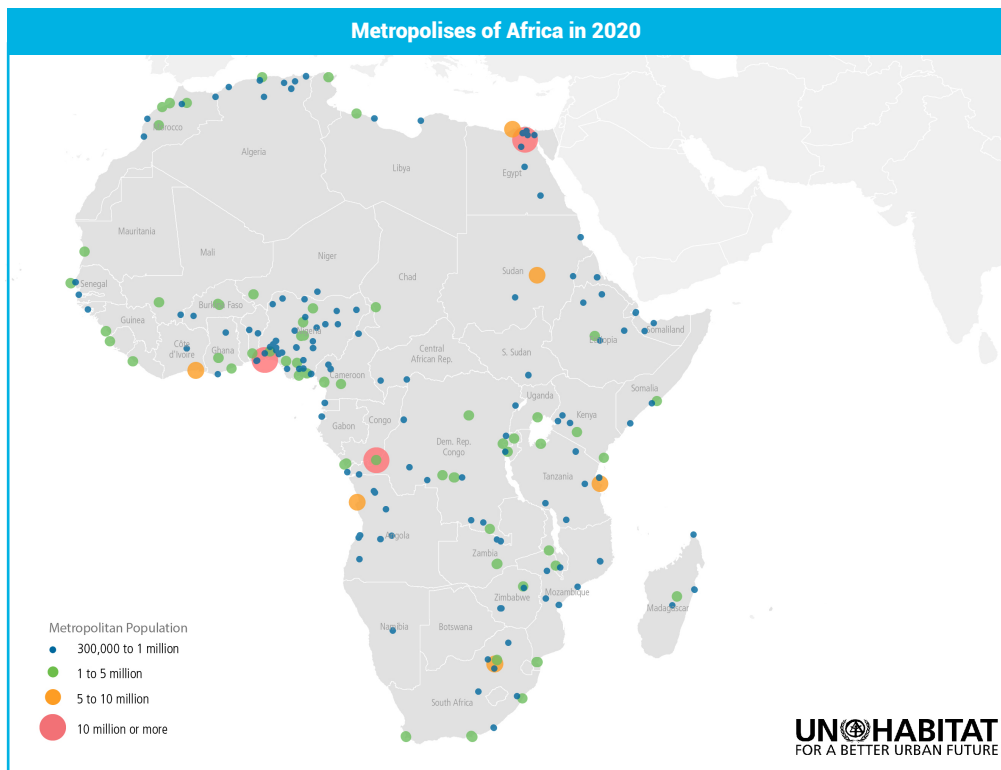 Metropolises of Africa in 2020
Morocco
Algeria
Libya
Egypt
Mauritania
Mali
Niger
Chad
Sudan
Senegal
Burkina Faso
Guinea
Côte
d'Ivoire
Ghana
Nigeria
Central
African Rep.
S. Sudan
Ethiopia
Somaliland
Cameroon
Somalia
Uganda
Kenya
Gabon
Congo
Dem. Rep.
Congo
Tanzania
Angola
Zambia
Zimbabwe
Mozambique
Madagascar
Namibia
Botswana
South Africa
Metropolitan Population
300,000 to 1 million
1 to 5 million
5 to 10 million
10 million or more
UN HABITAT
FOR A BETTER URBAN FUTURE